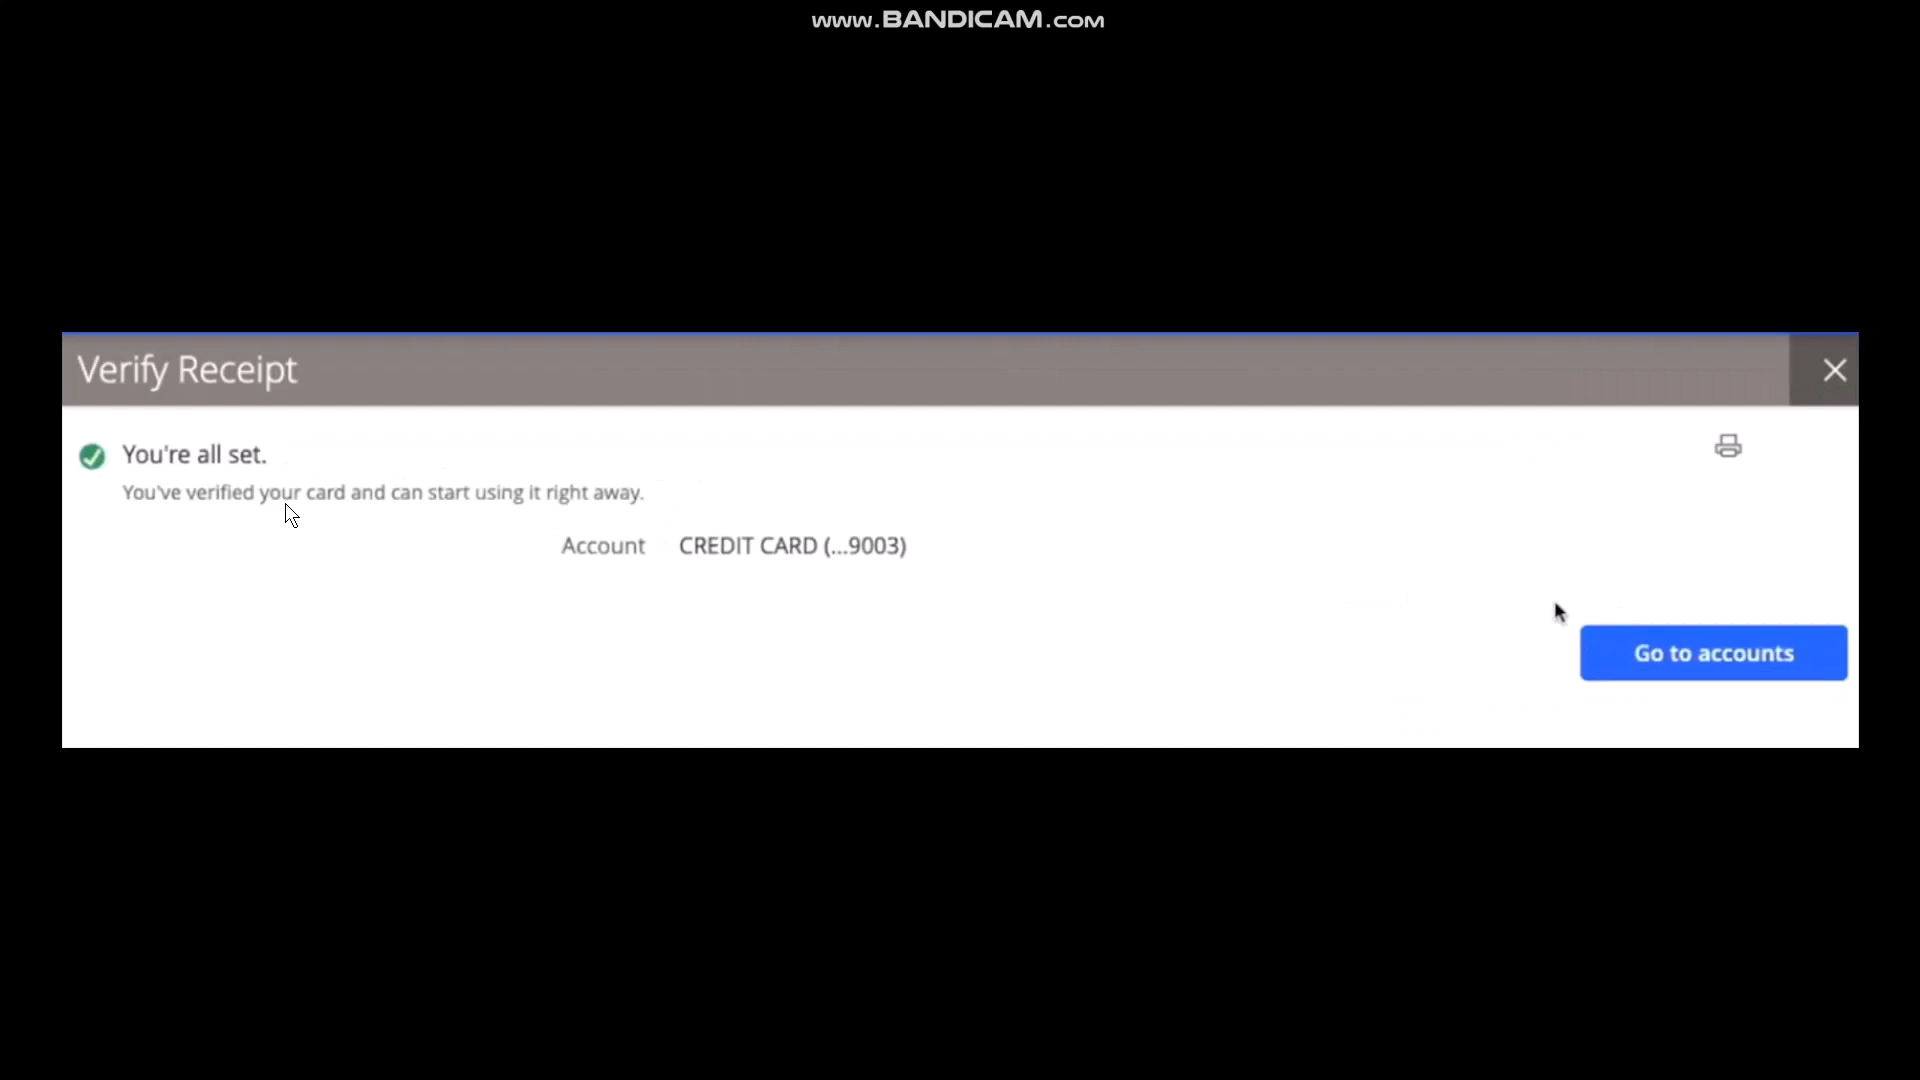 www.BANDICAM.com
Verify Receipt
You're all set.
You've verified your card and can start using it right away.
Account CREDIT CARD (...9003)
Go to accounts